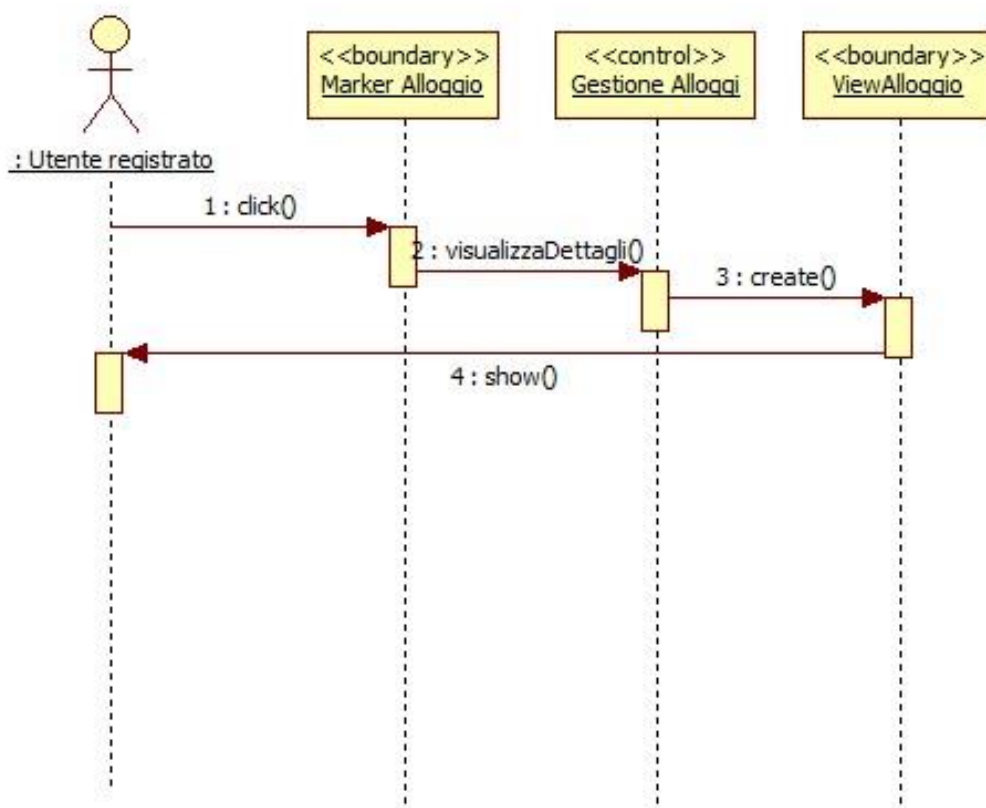 <<boundary>>
Marker Alloggio
<<control>>
Gestione Alloggi
<<boundary>>
ViewAlloggio
: Utente registrato
1 : click()
2 : visualizzaDettagli()
3 : create()
4 : show()